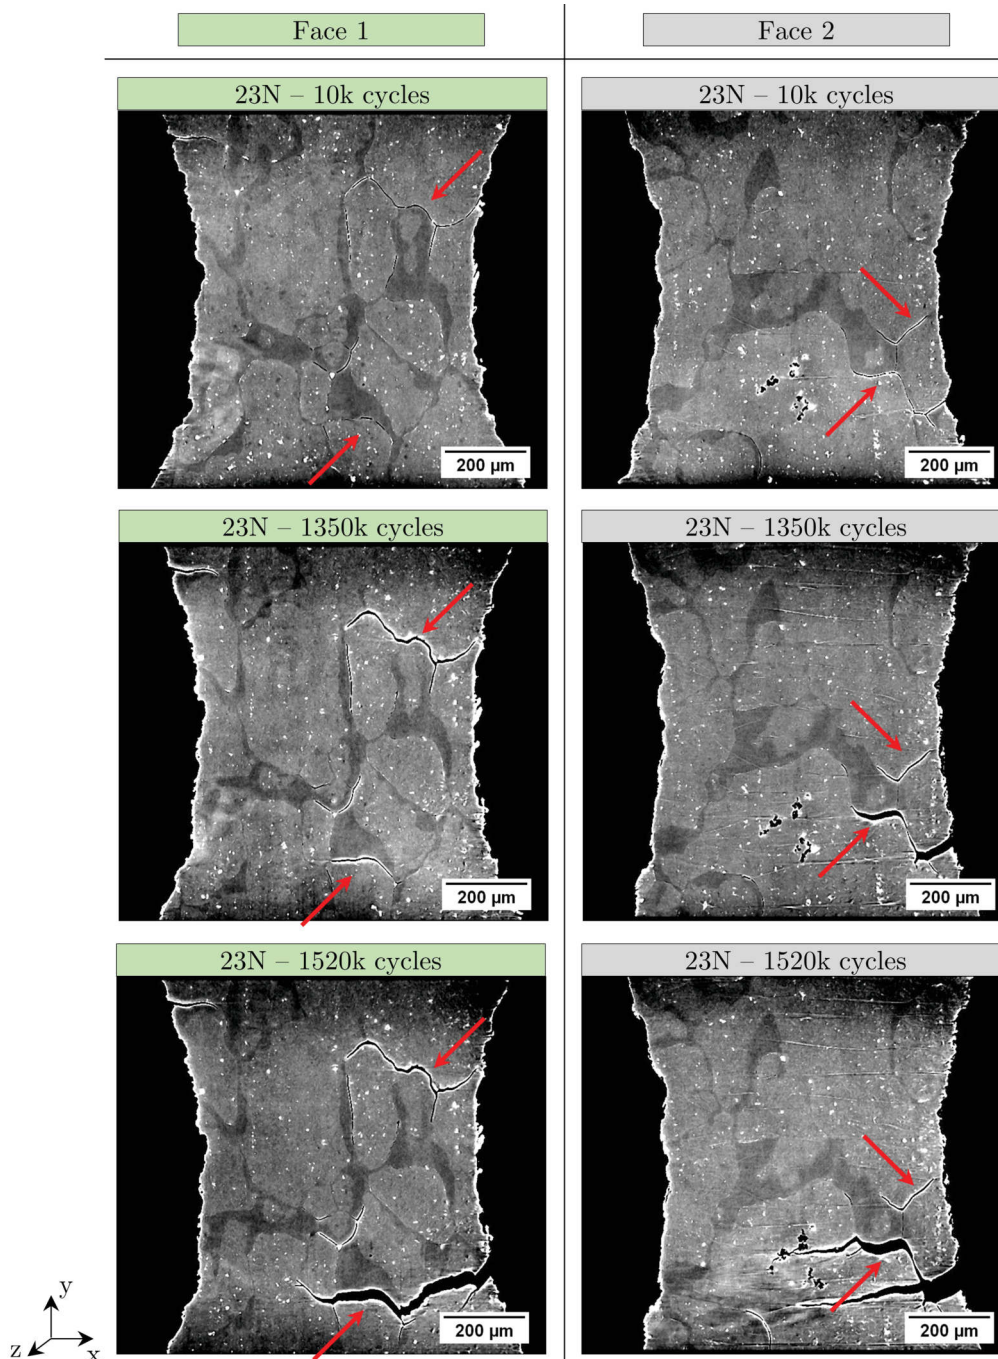 Face 1
Face 2
23N – 10k cycles
23N – 10k cycles
200 µm
200 µm
23N – 1350k cycles
23N – 1350k cycles
200 µm
200 µm
23N – 1520k cycles
23N – 1520k cycles
200 µm
200 µm
y
z
x